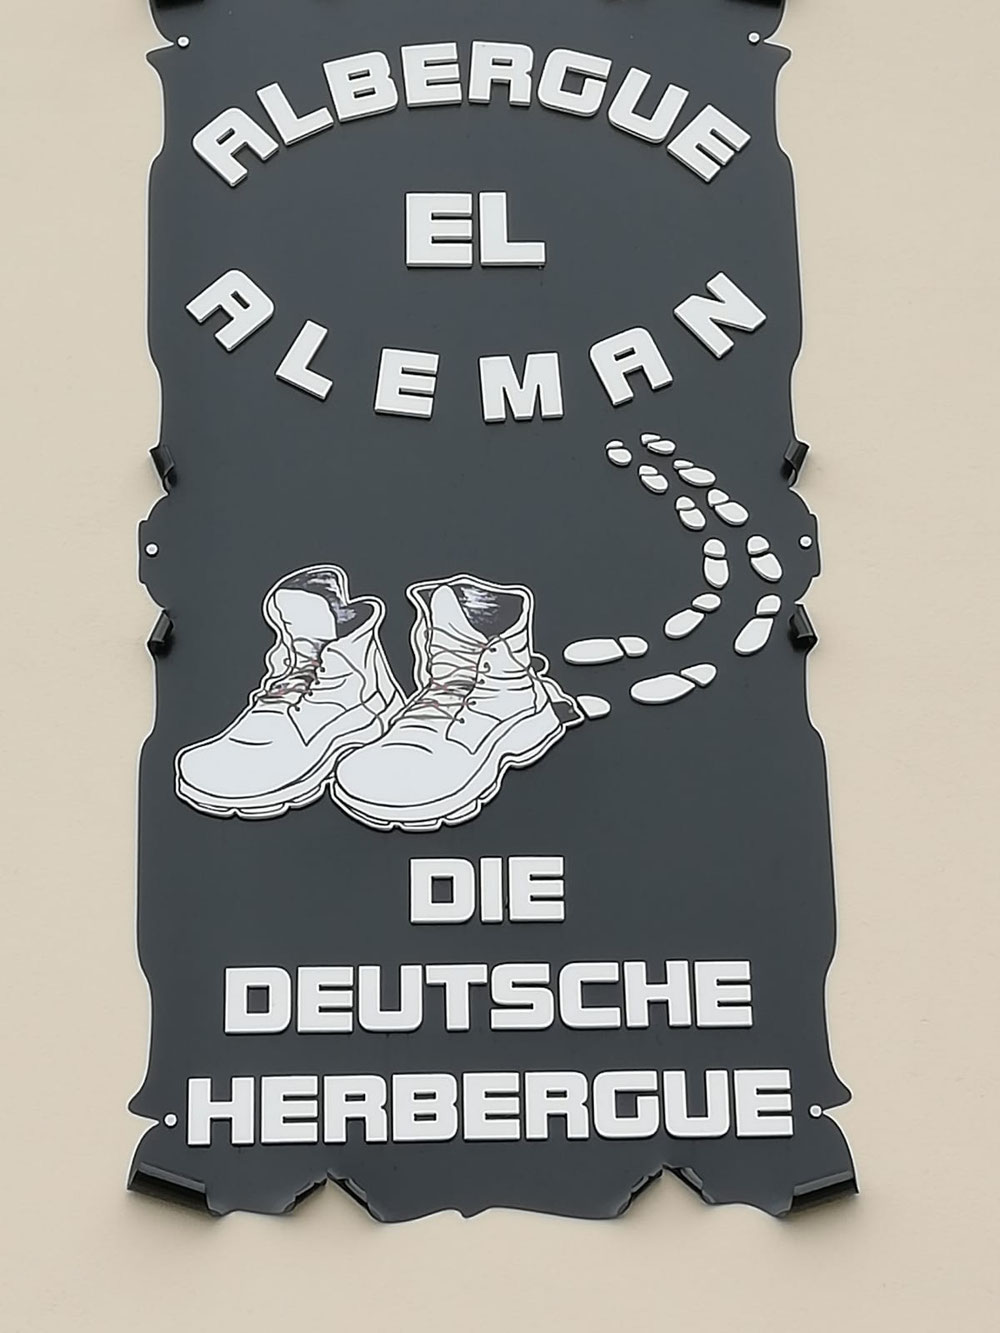 ALBERGUE
EL
ALEMAN
DIE
DEUTSCHE
HERBERGUE